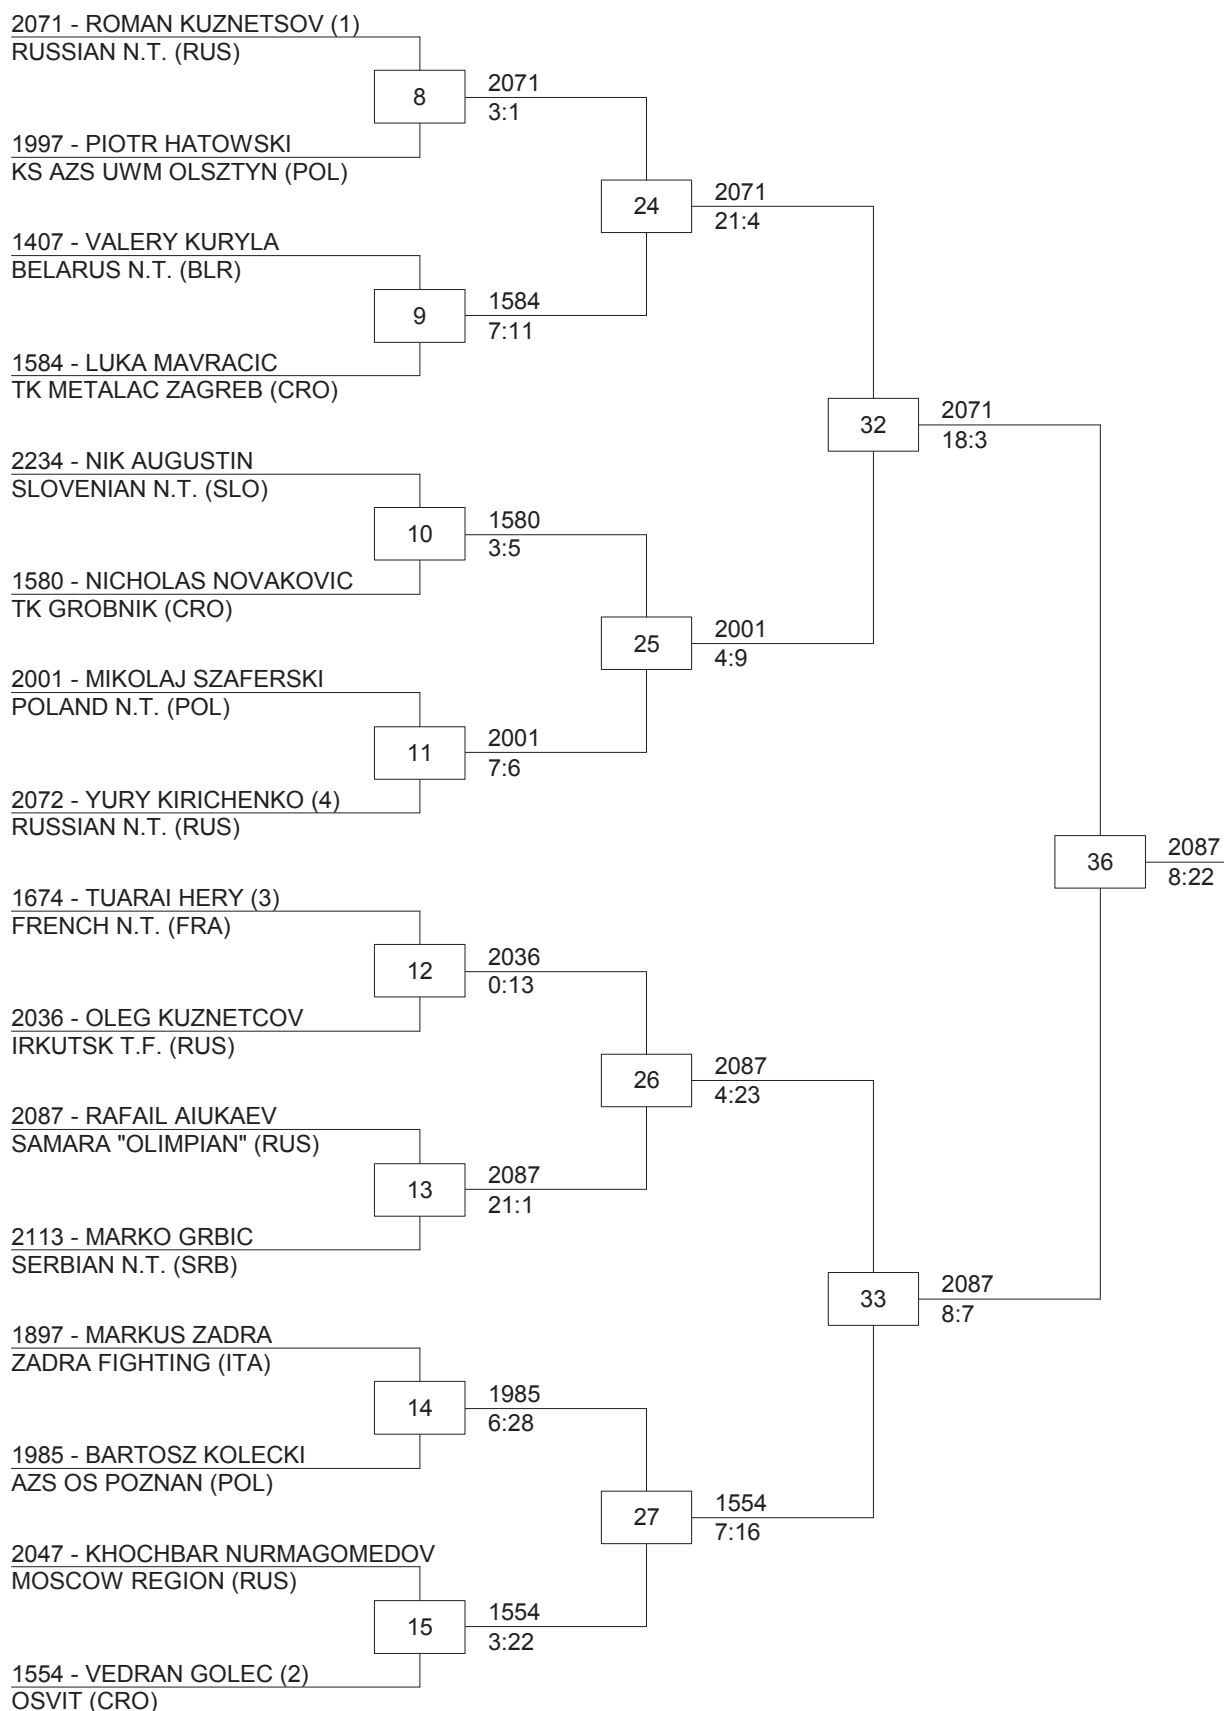 2071 - ROMAN KUZNETSOV (1)
RUSSIAN N.T. (RUS)
8
2071
3:1
1997 - PIOTR HATOWSKI
KS AZS UWM OLSZTYN (POL)
24
2071
21:4
1407 - VALERY KURYLA
BELARUS N.T. (BLR)
9
1584
7:11
1584 - LUKA MAVRACIC
TK METALAC ZAGREB (CRO)
32
2071
18:3
2234 - NIK AUGUSTIN
SLOVENIAN N.T. (SLO)
10
1580
3:5
1580 - NICHOLAS NOVAKOVIC
TK GROBNIK (CRO)
25
2001
4:9
2001 - MIKOLAJ SZAFERSKI
POLAND N.T. (POL)
11
2001
7:6
2072 - YURY KIRICHENKO (4)
RUSSIAN N.T. (RUS)
36
2087
8:22
1674 - TUARAI HERY (3)
FRENCH N.T. (FRA)
12
2036
0:13
2036 - OLEG KUZNETCOV
IRKUTSK T.F. (RUS)
26
2087
4:23
2087 - RAFAIL AIUKAEV
SAMARA "OLIMPIAN" (RUS)
13
2087
21:1
2113 - MARKO GRBIC
SERBIAN N.T. (SRB)
33
2087
8:7
1897 - MARKUS ZADRA
ZADRA FIGHTING (ITA)
14
1985
6:28
1985 - BARTOSZ KOLECKI
AZS OS POZNAN (POL)
27
1554
7:16
2047 - KHOCHBAR NURMAGOMEDOV
MOSCOW REGION (RUS)
15
1554
3:22
1554 - VEDRAN GOLEC (2)
OSVIT (CRO)